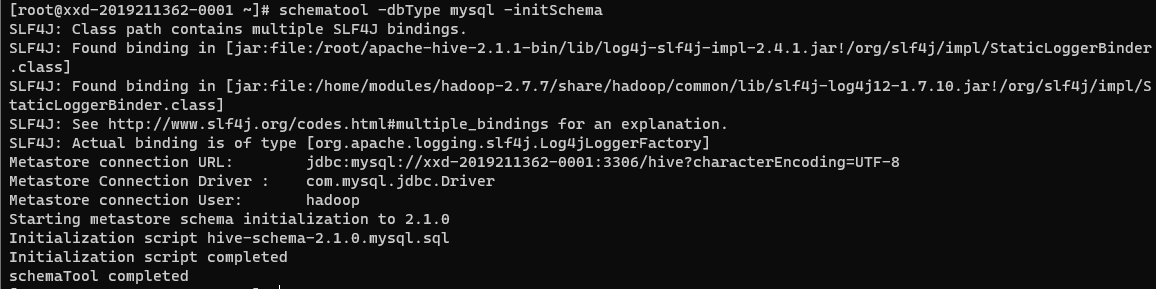 [root@xxd-2019211362-0001 ~]# schematool -dbType mysql -initSchema
SLF4J: Class path contains multiple SLF4J bindings.
SLF4J: Found binding in [jar:file:/root/apache-hive-2.1.1-bin/lib/log4j-slf4j-impl-2.4.1.jar!/org/slf4j/impl/StaticLoggerBinder
.class]
SLF4J: Found binding in [jar:file:/home/modules/hadoop-2.7.7/share/hadoop/common/lib/slf4j-log4j12-1.7.10.jar!/org/slf4j/impl/S
taticLoggerBinder.class]
SLF4J: See http://www.slf4j.org/codes.html#multiple_bindings for an explanation.
SLF4J: Actual binding is of type [org.apache.logging.slf4j.Log4jLoggerFactory]
Metastore connection URL:        jdbc:mysql://xxd-2019211362-0001:3306/hive?characterEncoding=UTF-8
Metastore Connection Driver :    com.mysql.jdbc.Driver
Metastore connection User:       hadoop
Starting metastore schema initialization to 2.1.0
Initialization script hive-schema-2.1.0.mysql.sql
Initialization script completed
schemaTool completed